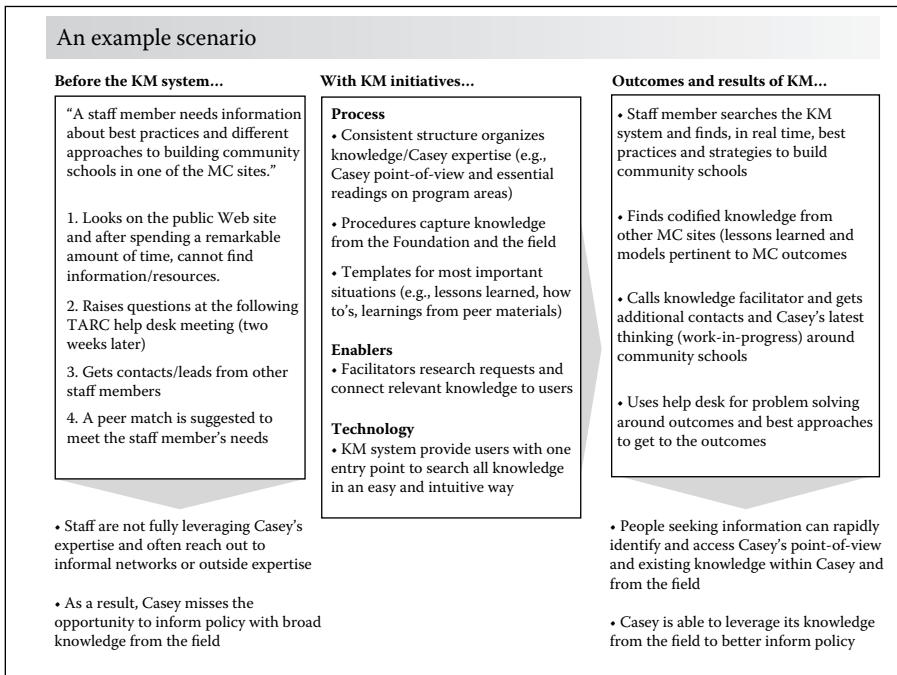 An example scenario
Before the KM system...
“A staff member needs information
about best practices and different
approaches to building community
schools in one of the MC sites.”
1. Looks on the public Web site
and after spending a remarkable
amount of time, cannot find
information/resources.
2. Raises questions at the following
TARC help desk meeting (two
weeks later)
3. Gets contacts/leads from other
staff members
4. A peer match is suggested to
meet the staff member’s needs
• Staff are not fully leveraging Casey’s
expertise and often reach out to
informal networks or outside expertise
• As a result, Casey misses the
opportunity to inform policy with broad
knowledge from the field
With KM initiatives...
Process
• Consistent structure organizes
knowledge/Casey expertise (e.g.,
Casey point-of-view and essential
readings on program areas)
• Procedures capture knowledge
from the Foundation and the field
• Templates for most important
situations (e.g., lessons learned, how
to’s, learnings from peer materials)
Enablers
• Facilitators research requests and
connect relevant knowledge to users
Technology
• KM system provide users with one
entry point to search all knowledge
in an easy and intuitive way
Outcomes and results of KM...
• Staff member searches the KM
system and finds, in real time, best
practices and strategies to build
community schools
• Finds codified knowledge from
other MC sites (lessons learned and
models pertinent to MC outcomes
• Calls knowledge facilitator and gets
additional contacts and Casey’s latest
thinking (work-in-progress) around
community schools
• Uses help desk for problem solving
around outcomes and best approaches
to get to the outcomes
• People seeking information can rapidly
identify and access Casey’s point-of-view
and existing knowledge within Casey and
from the field
• Casey is able to leverage its knowledge
from the field to better inform policy